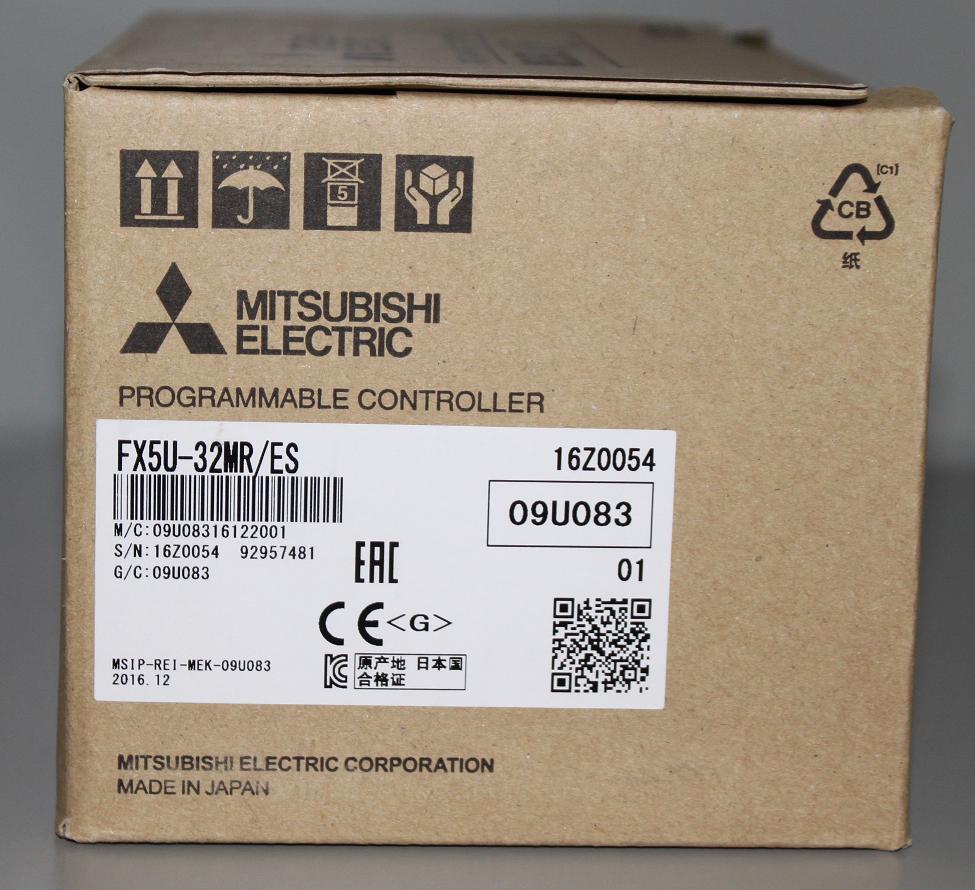 5
[C1]
CB
纸
MITSUBISHI
ELECTRIC
PROGRAMMABLE CONTROLLER
FX5U-32MR/ES
16Z0054
09U083
M/C:09U08316122001
S/N:16Z0054 92957481
G/C:09U083
EAC
01
CE<G>
MSIP-REI-MEK-09U083
2016.12
原产地 日本国
合格证
MITSUBISHI ELECTRIC CORPORATION
MADE IN JAPAN